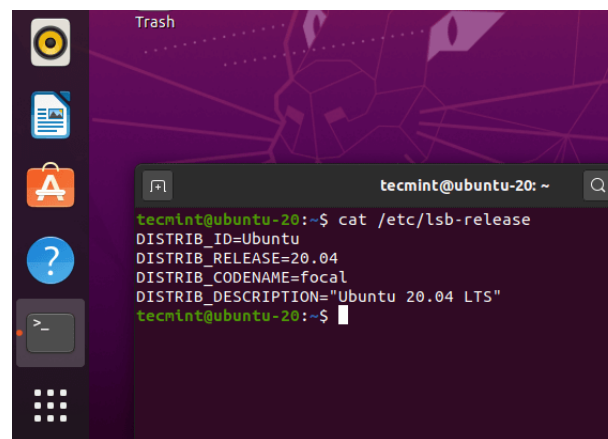 Trash
tecmint@ubuntu-20: ~
tecmint@ubuntu-20:~$ cat /etc/lsb-release
DISTRIB_ID=Ubuntu
DISTRIB_RELEASE=20.04
DISTRIB_CODENAME=focal
DISTRIB_DESCRIPTION="Ubuntu 20.04 LTS"
tecmint@ubuntu-20:~$